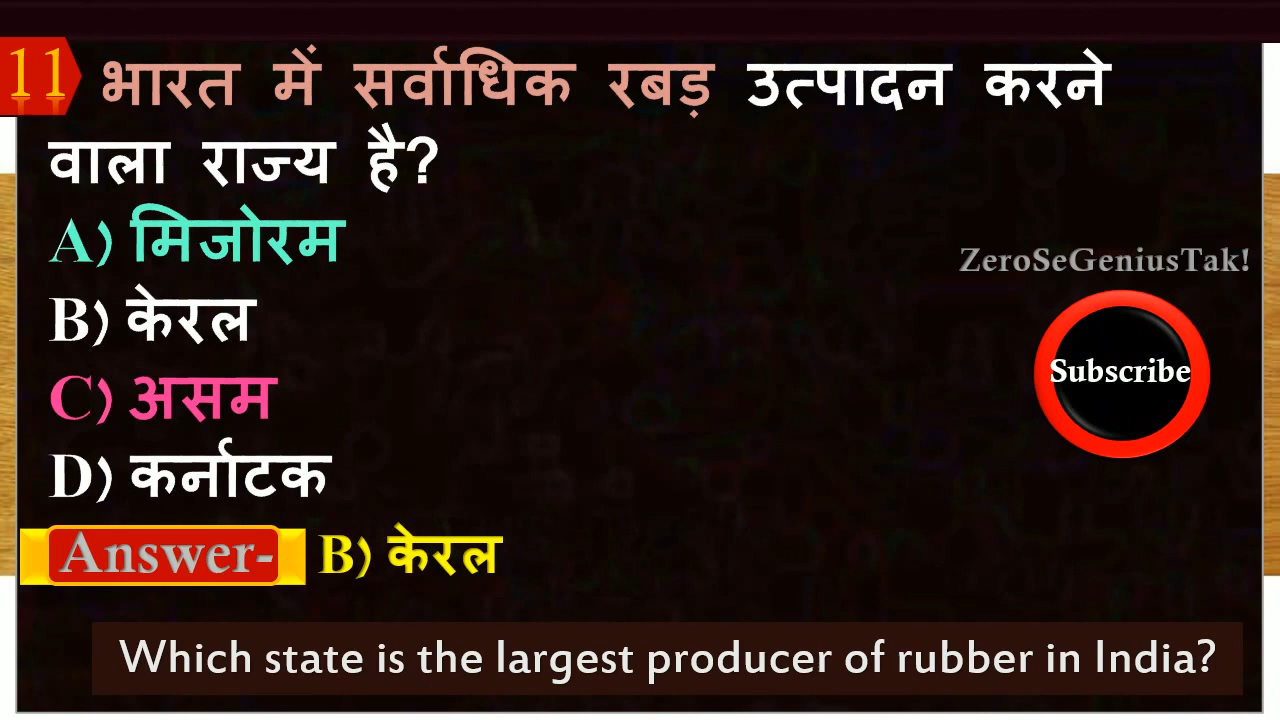 11 भारत में सर्वाधिक रबड़ उत्पादन करने
वाला राज्य है?
A) मिजोरम
B) केरल
C) असम
D) कर्नाटक
Answer- B) केरल
ZeroSeGeniusTak!
Subscribe
Which state is the largest producer of rubber in India?